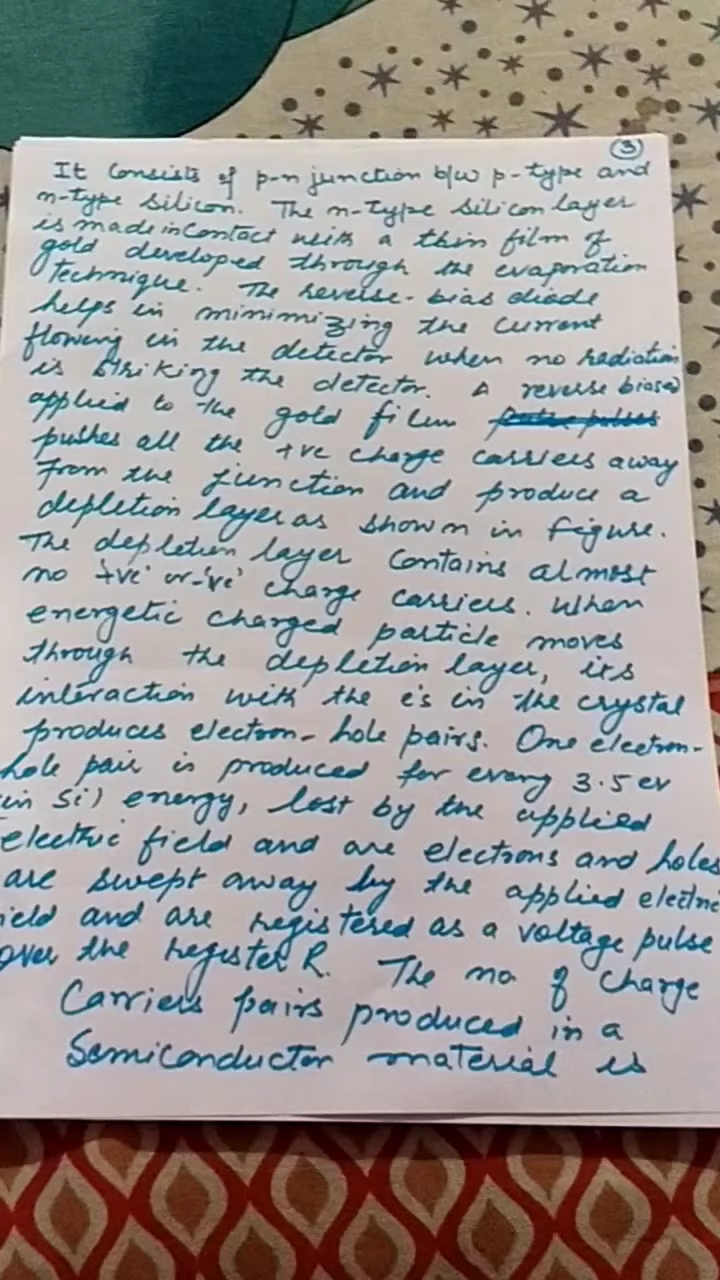 3
It Consists of p-n junction b/w p-type and
n-type silicon. The n-type silicon layer
is made in Contact with a thin film of
gold developed through the evaporation
technique. The reverse-bias diode
helps in minimizing the current
flowing in the detector when no radiation
is striking the detector. A reverse biased
applied to the gold film
pushes all the +ve charge carriers away
from the junction and produce a
depletion layer as shown in figure.
The depletion layer contains almost
no '+ve' or '-ve' charge carriers. When
energetic charged particle moves
through the depletion layer, its
interaction with the e's in the crystal
produces electron-hole pairs. One electron-
hole pair is produced for every 3.5 ev
(in Si) energy, lost by the applied
electric field and are electrons and holes
are swept away by the applied electric
field and are registered as a voltage pulse
over the register R. The no of Charge
Carriers pairs produced in a
Semiconductor material is